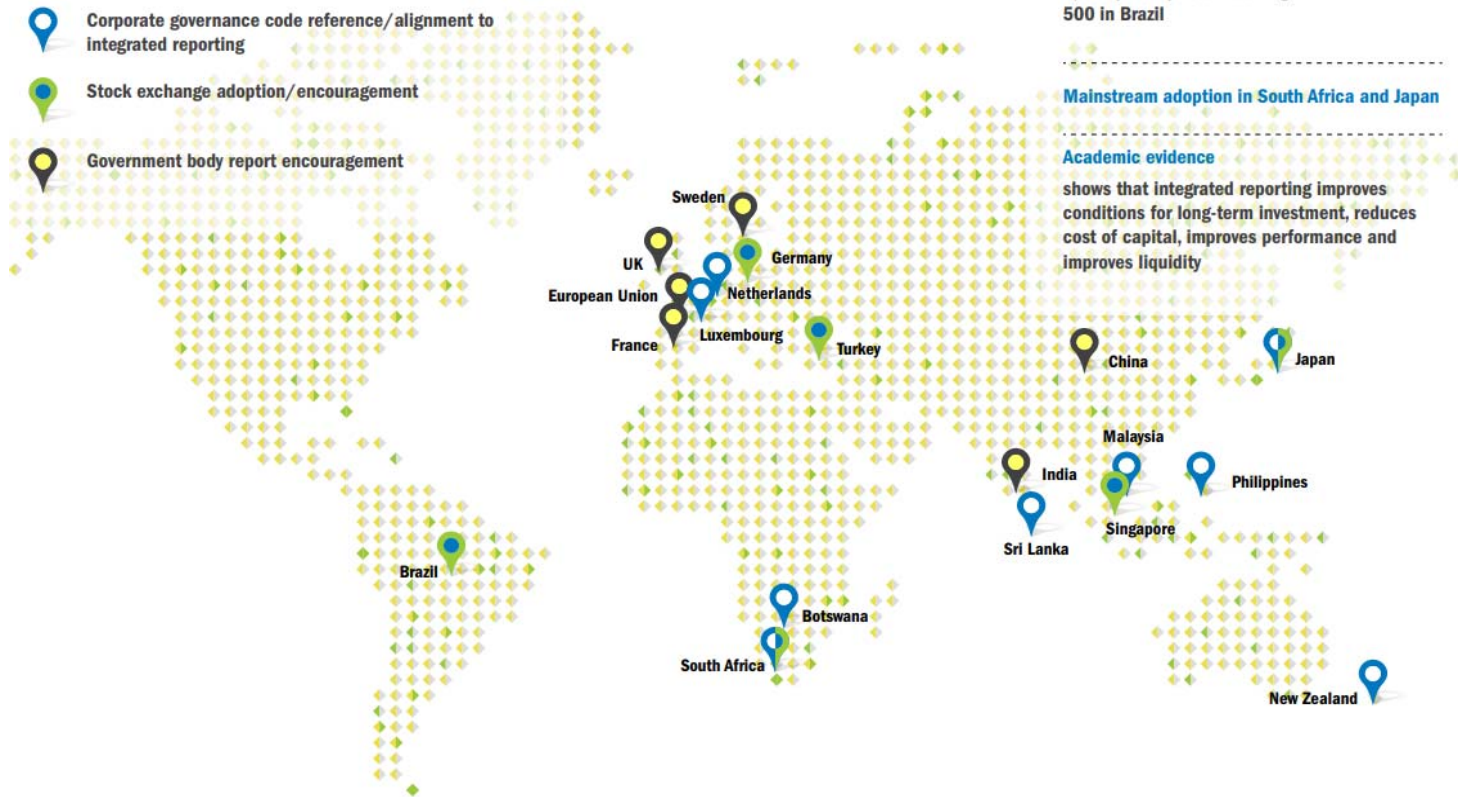 Corporate governance code reference/alignment to
integrated reporting
Stock exchange adoption/encouragement
Government body report encouragement
500 in Brazil
Mainstream adoption in South Africa and Japan
Academic evidence
shows that integrated reporting improves
conditions for long-term investment, reduces
cost of capital, improves performance and
improves liquidity
Sweden
UK
Germany
European Union
Netherlands
France
Luxembourg
Turkey
China
Japan
Malaysia
India
Philippines
Singapore
Sri Lanka
Brazil
Botswana
South Africa
New Zealand